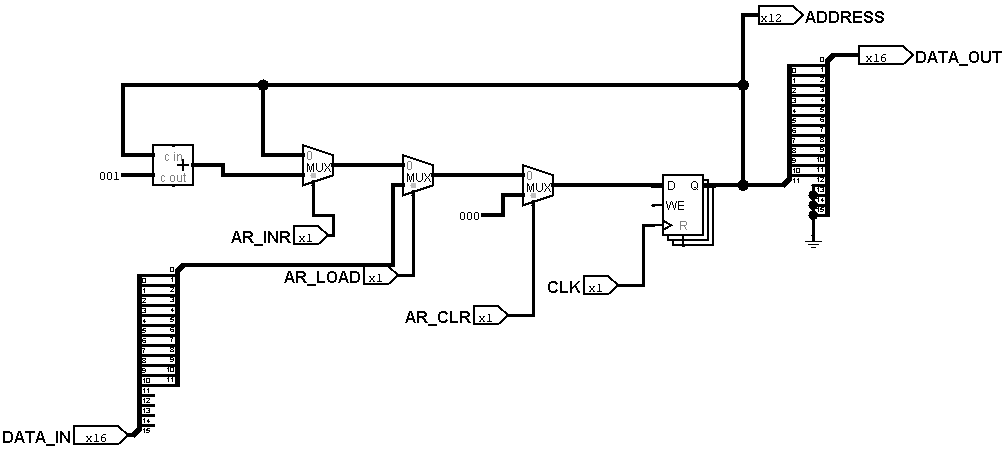 x12 ADDRESS
x16 DATA_OUT
0
0 1
1 2
2 3
3 4
4 5
5 6
6 7
7 8
8 9
9 10
10 11
11 12
13
14
15
c in
+
c out
001
0
MUX
0
MUX
0
MUX
000
D Q
WE
R
AR_INR x1
AR_LOAD x1
CLK x1
AR_CLR x1
0
0 1
1 2
2 3
3 4
4 5
5 6
6 7
7 8
8 9
9 10
10 11
11
12
13
14
15
DATA_IN x16